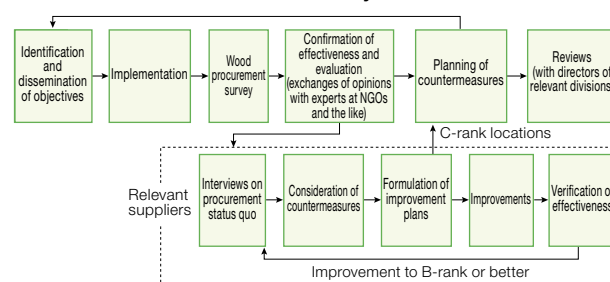 Identification
and
dissemination
of objectives
Implementation
Wood
procurement
survey
Confirmation of
effectiveness and
evaluation
(exchanges of opinions
with experts at NGOs
and the like)
Planning of
countermeasures
Reviews
(with directors of
relevant divisions
C-rank locations
Relevant
suppliers
Interviews on
procurement
status quo
Consideration of
countermeasures
Formulation of
improvement
plans
Improvements
Verification
effectiveness
Improvement to B-rank or better